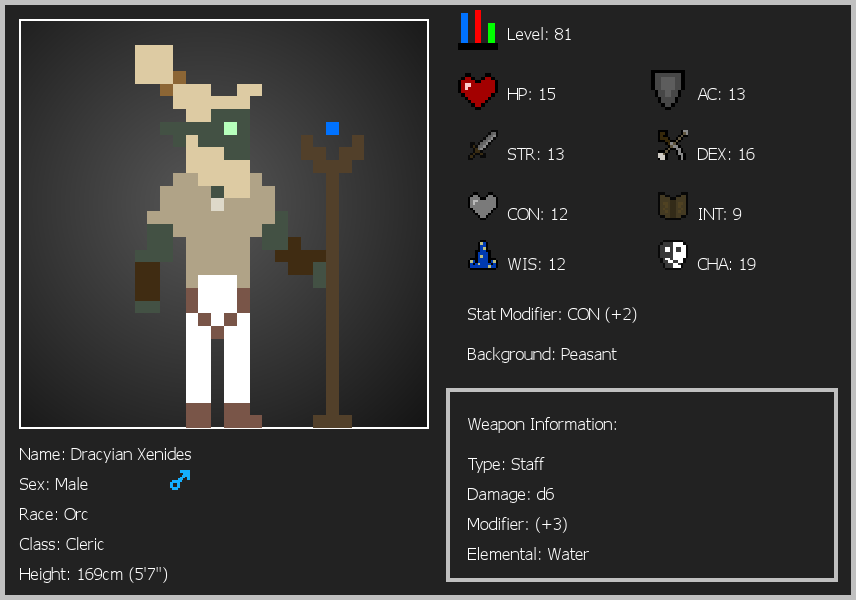 Level: 81
HP: 15
AC: 13
STR: 13
DEX: 16
CON: 12
INT: 9
WIS: 12
CHA: 19
Stat Modifier: CON (+2)
Background: Peasant
Weapon Information:
Type: Staff
Damage: d6
Modifier: (+3)
Elemental: Water
Name: Dracyian Xenides
Sex: Male
Race: Orc
Class: Cleric
Height: 169cm (5'7")